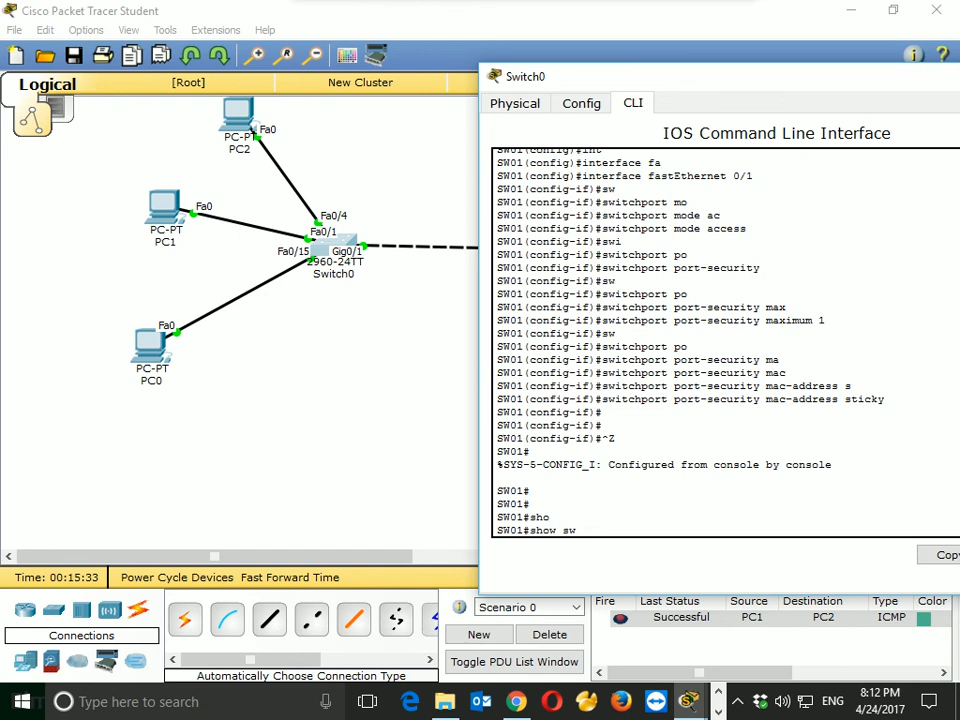 Cisco Packet Tracer Student
File Edit Options View Tools Extensions Help
Logical [Root] New Cluster
Switch0
Physical Config CLI
IOS Command Line Interface
SW01(config)#int
SW01(config)#interface fa
SW01(config)#interface fastEthernet 0/1
SW01(config-if)#sw
SW01(config-if)#switchport mo
SW01(config-if)#switchport mode ac
SW01(config-if)#switchport mode access
SW01(config-if)#swi
SW01(config-if)#switchport po
SW01(config-if)#switchport port-security
SW01(config-if)#sw
SW01(config-if)#switchport po
SW01(config-if)#switchport port-security max
SW01(config-if)#switchport port-security maximum 1
SW01(config-if)#sw
SW01(config-if)#switchport po
SW01(config-if)#switchport port-security ma
SW01(config-if)#switchport port-security mac
SW01(config-if)#switchport port-security mac-address s
SW01(config-if)#switchport port-security mac-address sticky
SW01(config-if)#
SW01(config-if)#
SW01(config-if)#^Z
SW01#
%SYS-5-CONFIG_I: Configured from console by console
SW01#
SW01#
SW01#sho
SW01#show sw
Copy
Fa0
PC-PT
PC2
Fa0
PC-PT
PC1
Fa0/4
Fa0/1
Fa0/15 Gig0/1
2960-24TT
Switch0
Fa0
PC-PT
PC0
Time: 00:15:33 Power Cycle Devices Fast Forward Time
Connections
Automatically Choose Connection Type
Scenario 0
New Delete
Toggle PDU List Window
Fire Last Status Source Destination Type Color
Successful PC1 PC2 ICMP
Type here to search
ENG
8:12 PM
4/24/2017